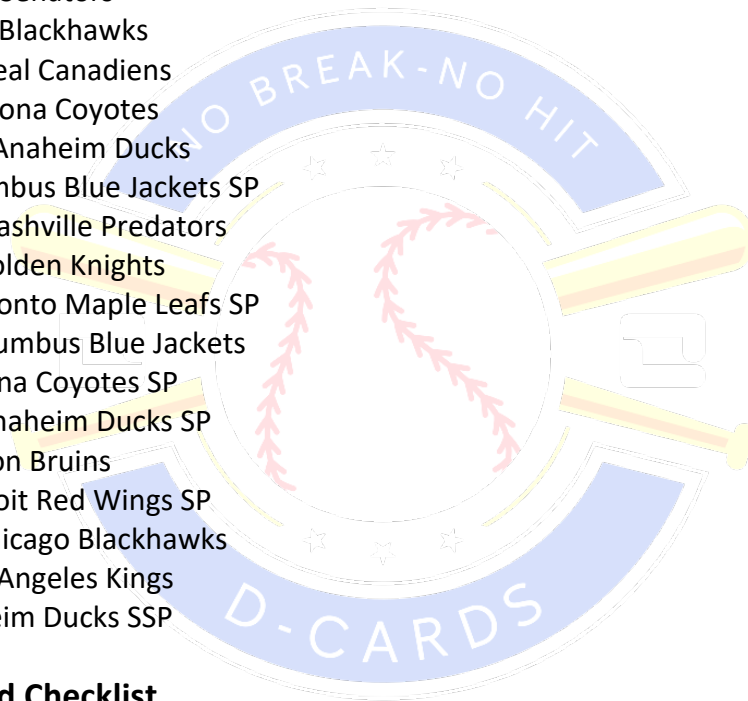 Blackhawks
eal Canadiens
ona Coyotes
Anaheim Ducks
mbus Blue Jackets SP
ashville Predators
olden Knights
onto Maple Leafs SP
umbus Blue Jackets
na Coyotes SP
naheim Ducks SP
on Bruins
oit Red Wings SP
icago Blackhawks
Angeles Kings
eim Ducks SSP
d Checklist
NO BREAK-NO HIT
D-CARDS